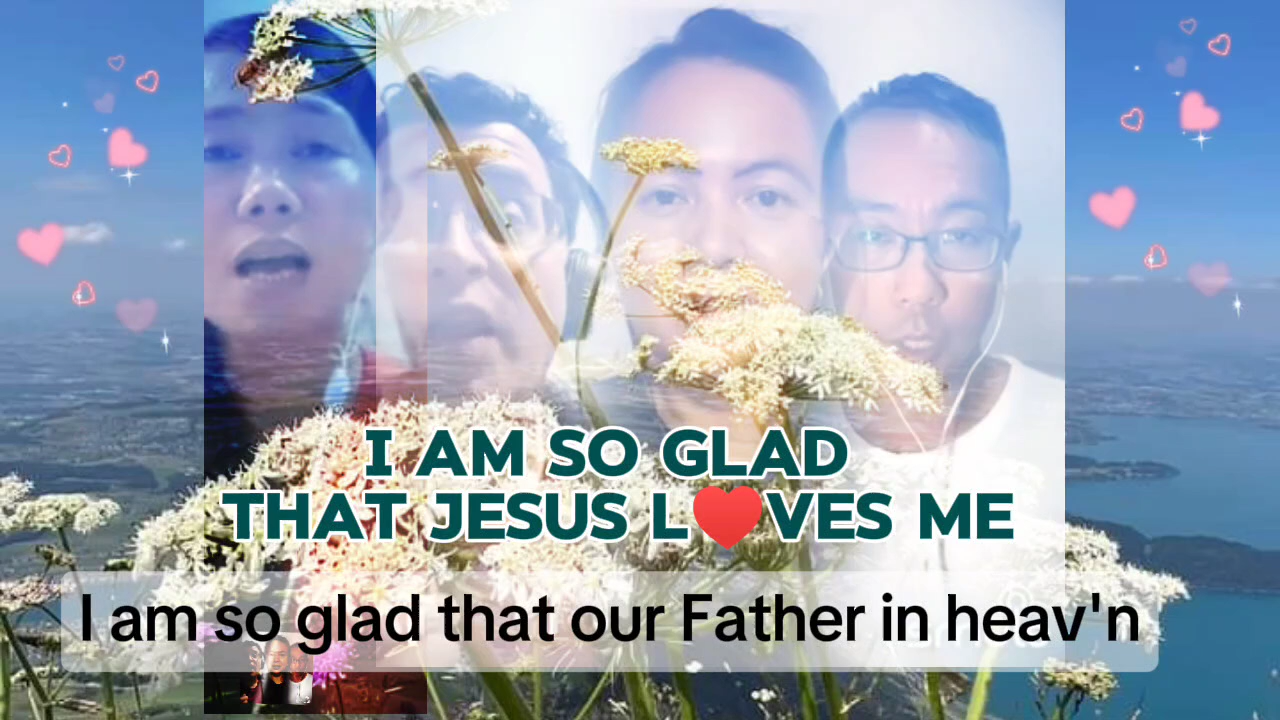 I AM SO GLAD
THAT JESUS L❤VES ME
I am so glad that our Father in heav'n